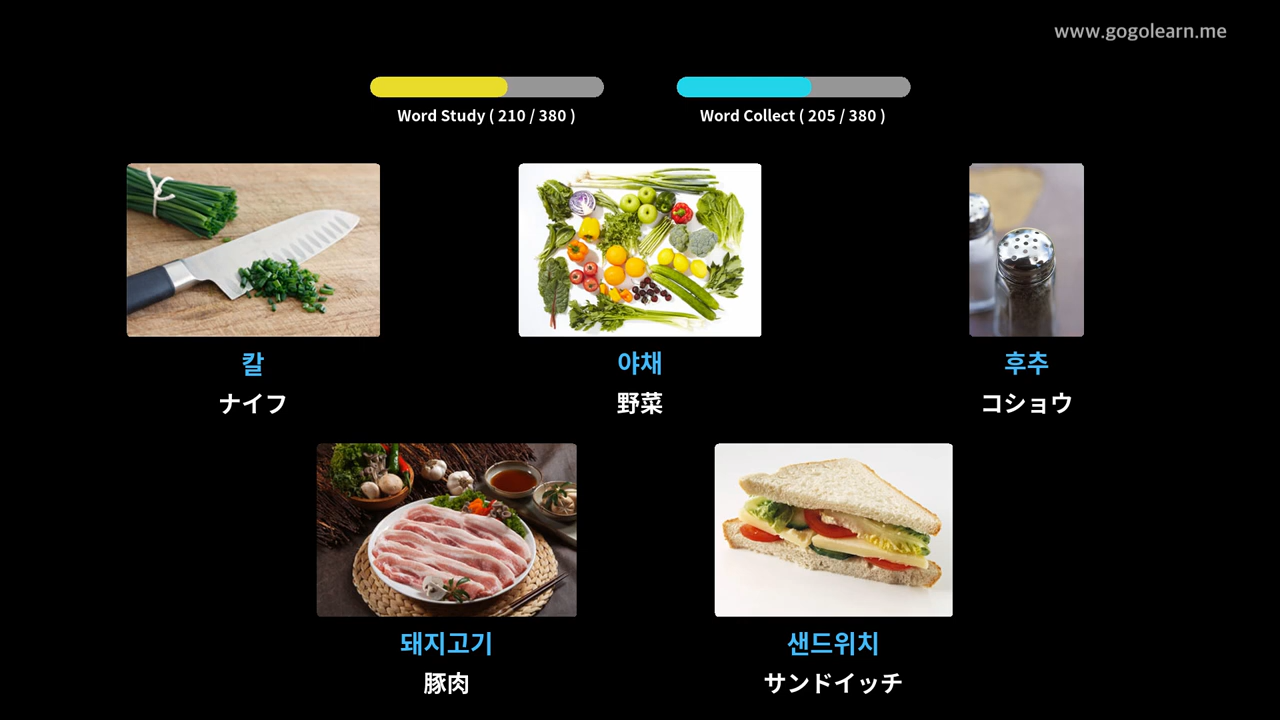 www.gogolearn.me
Word Study ( 210 / 380 )
Word Collect ( 205 / 380 )
칼
ナイフ
야채
野菜
후추
コショウ
돼지고기
豚肉
샌드위치
サンドイッチ